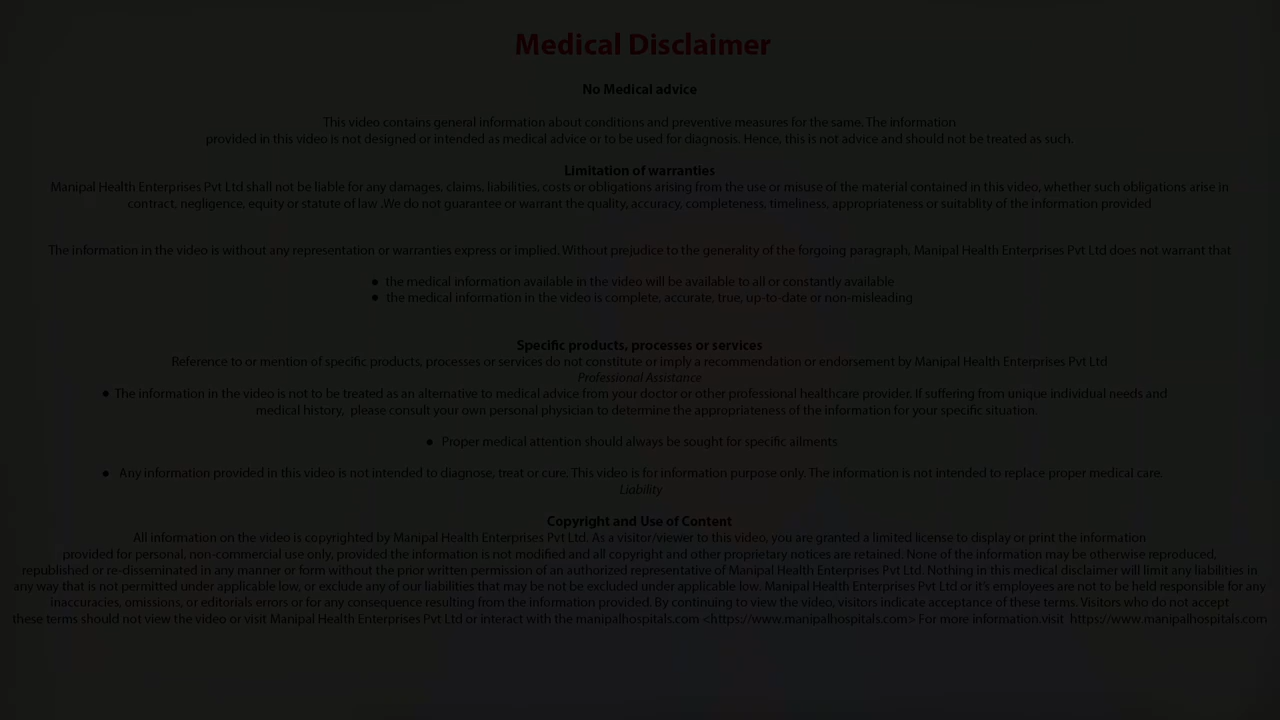 Medical Disclaimer
No Medical advice
This video contains general information about conditions and preventive measures for the same. The information
provided in this video is not designed or intended as medical advice or to be used for diagnosis. Hence, this is not advice and should not be treated as such.
Limitation of warranties
Manipal Health Enterprises Pvt Ltd shall not be liable for any damages, claims, liabilities, costs or obligations arising from the use or misuse of the material contained in this video, whether such obligations arise in
contract, negligence, equity or statute of law .We do not guarantee or warrant the quality, accuracy, completeness, timeliness, appropriateness or suitablity of the information provided
The information in the video is without any representation or warranties express or implied. Without prejudice to the generality of the forgoing paragraph, Manipal Health Enterprises Pvt Ltd does not warrant that
• the medical information available in the video will be available to all or constantly available
• the medical information in the video is complete, accurate, true, up-to-date or non-misleading
Specific products, processes or services
Reference to or mention of specific products, processes or services do not constitute or imply a recommendation or endorsement by Manipal Health Enterprises Pvt Ltd
Professional Assistance
• The information in the video is not to be treated as an alternative to medical advice from your doctor or other professional healthcare provider. If suffering from unique individual needs and
medical history, please consult your own personal physician to determine the appropriateness of the information for your specific situation.
• Proper medical attention should always be sought for specific ailments
• Any information provided in this video is not intended to diagnose, treat or cure. This video is for information purpose only. The information is not intended to replace proper medical care.
Liability
Copyright and Use of Content
All information on the video is copyrighted by Manipal Health Enterprises Pvt Ltd. As a visitor/viewer to this video, you are granted a limited license to display or print the information
provided for personal, non-commercial use only, provided the information is not modified and all copyright and other proprietary notices are retained. None of the information may be otherwise reproduced,
republished or re-disseminated in any manner or form without the prior written permission of an authorized representative of Manipal Health Enterprises Pvt Ltd. Nothing in this medical disclaimer will limit any liabilities in
any way that is not permitted under applicable low, or exclude any of our liabilities that may be not be excluded under applicable low. Manipal Health Enterprises Pvt Ltd or it's employees are not to be held responsible for any
inaccuracies, omissions, or editorials errors or for any consequence resulting from the information provided. By continuing to view the video, visitors indicate acceptance of these terms. Visitors who do not accept
these terms should not view the video or visit Manipal Health Enterprises Pvt Ltd or interact with the manipalhospitals.com <https://www.manipalhospitals.com> For more information.visit https://www.manipalhospitals.com